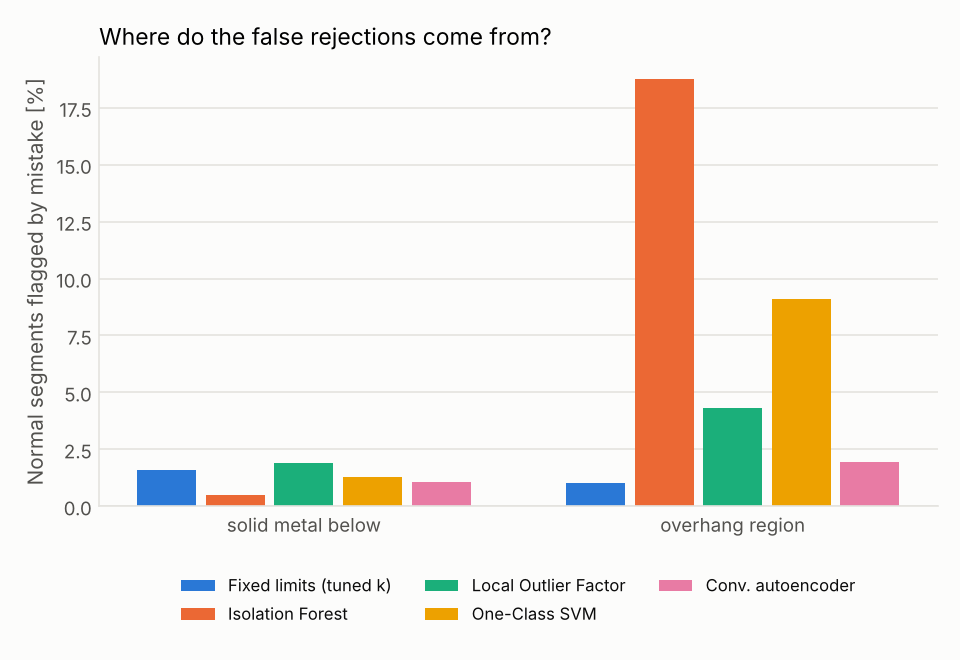 Where do the false rejections come from?
Normal segments flagged by mistake [%]
17.5
15.0
12.5
10.0
7.5
5.0
2.5
0.0
solid metal below
overhang region
Fixed limits (tuned k)
Local Outlier Factor
Conv. autoencoder
Isolation Forest
One-Class SVM